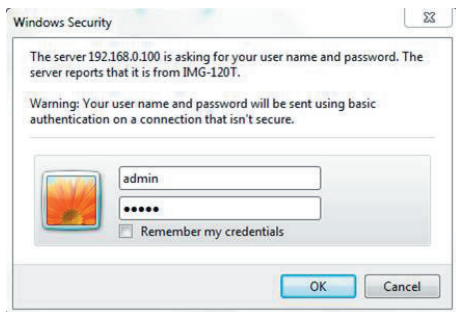 Windows Security
The server 192.168.0.100 is asking for your user name and password. The
server reports that it is from IMG-120T.
Warning: Your user name and password will be sent using basic
authentication on a connection that isn't secure.
admin
•••••
Remember my credentials
OK
Cancel